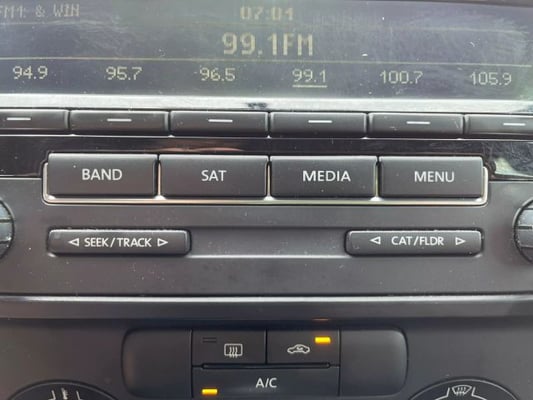 FM1: & WIN 07:01
99.1FM
94.9 95.7 96.5 99.1 100.7 105.9
BAND SAT MEDIA MENU
◁ SEEK/TRACK ▷ ◁ CAT/FLDR ▷
A/C